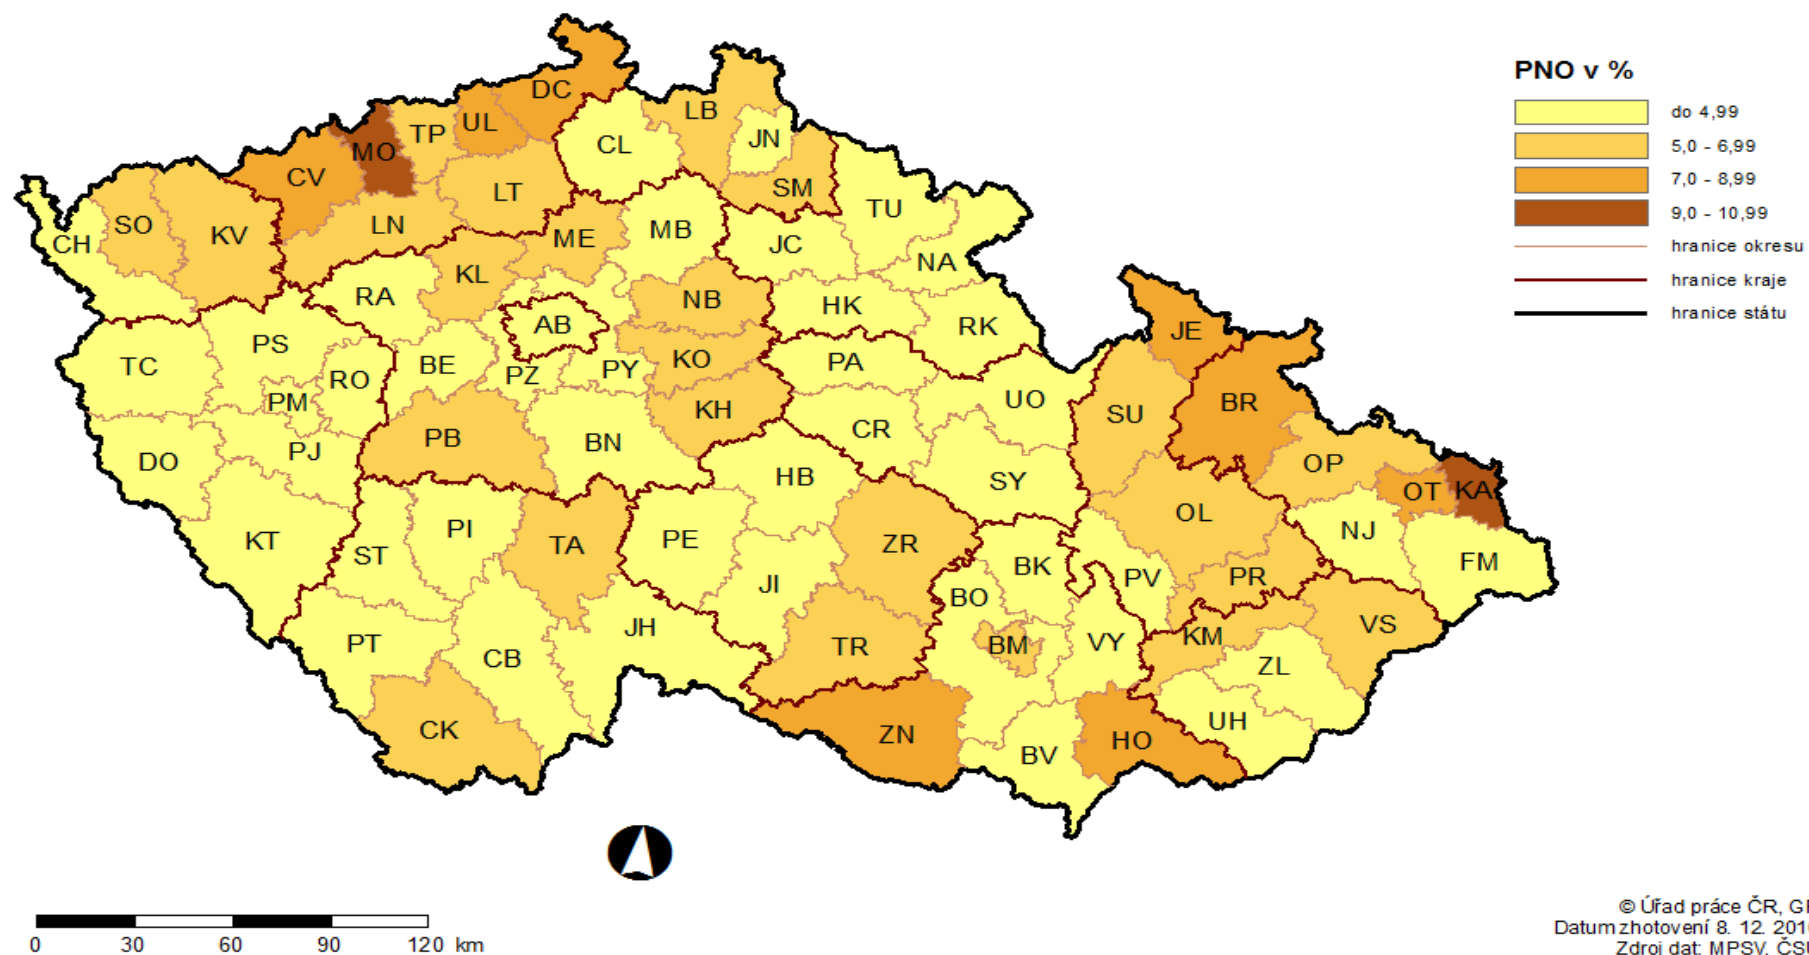 PNO v %
do 4,99
5,0 - 6,99
7,0 - 8,99
9,0 - 10,99
hranice okresu
hranice kraje
hranice státu
DC
LB
UL
TP
JN
CL
MO
CV
SM
LT
TU
SO
LN
KV
ME
MB
JC
CH
NA
KL
RA
NB
HK
AB
RK
JE
PS
TC
BE
KO
PA
RO
PZ
PY
PM
UO
BR
KH
SU
CR
PB
BN
PJ
DO
OP
HB
SY
OT
KA
OL
PI
NJ
KT
PE
TA
ZR
ST
FM
BK
JI
PV
PR
BO
VS
JH
KM
PT
TR
BM
VY
CB
ZL
UH
CK
ZN
HO
BV
0 30 60 90 120 km
© Úřad práce ČR,
Datum zhotovení 8. 12.
Zdroj dat: MPSV,